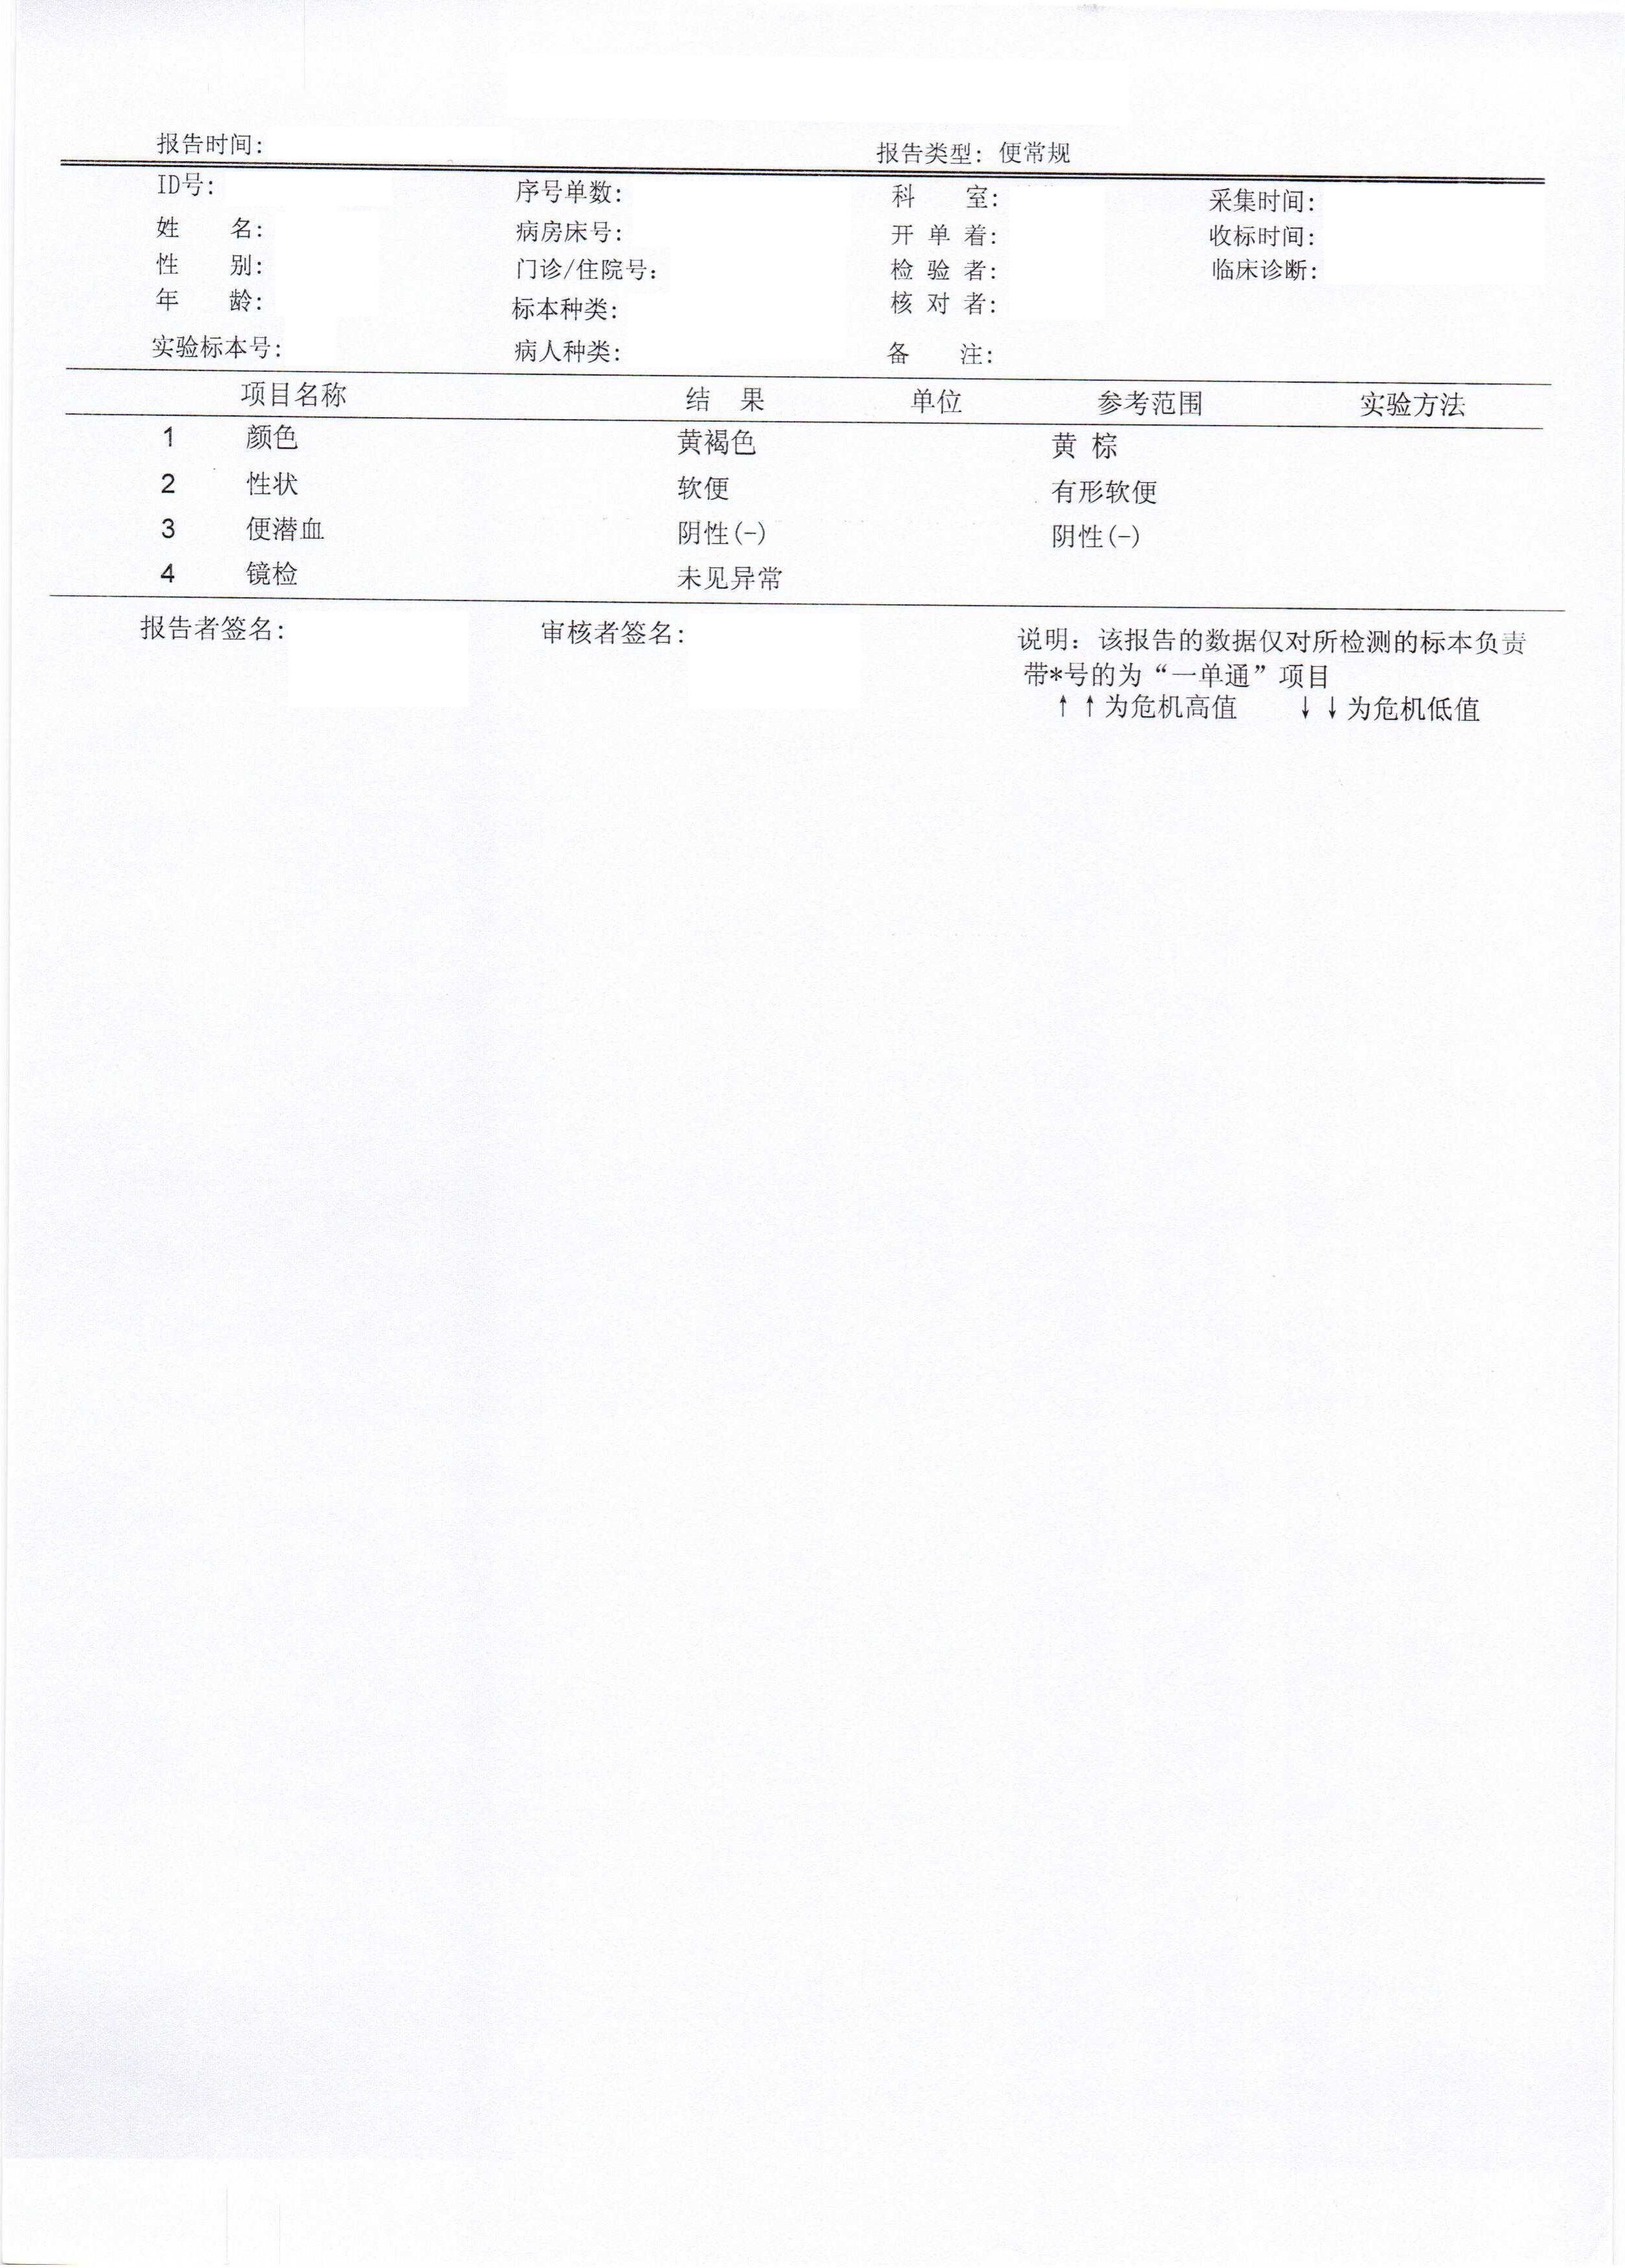 报告时间: 报告类型: 便常规
ID号: 序号单数: 科 室: 采集时间:
姓 名: 病房床号: 开 单 着: 收标时间:
性 别: 门诊/住院号: 检 验 者: 临床诊断:
年 龄: 标本种类: 核 对 者:
实验标本号: 病人种类: 备 注:
项目名称 结 果 单位 参考范围 实验方法
1 颜色 黄褐色 黄 棕
2 性状 软便 有形软便
3 便潜血 阴性(-) 阴性(-)
4 镜检 未见异常
报告者签名: 审核者签名: 说明: 该报告的数据仅对所检测的标本负责
带*号的为“一单通”项目
↑↑为危机高值 ↓↓为危机低值